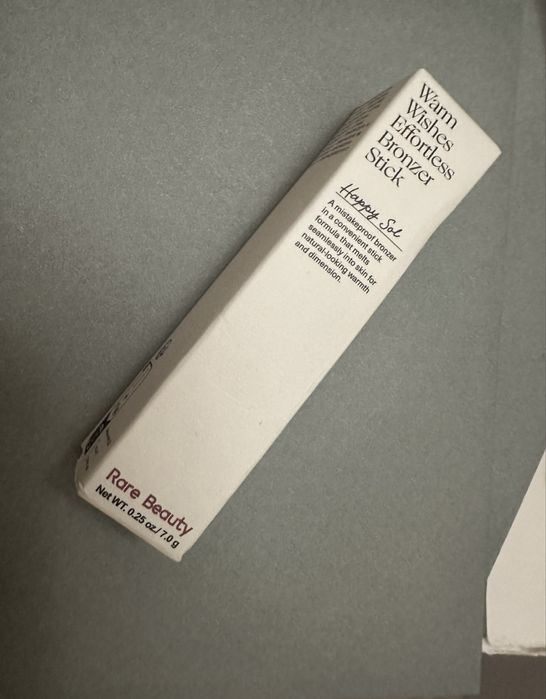 Warm
Wishes
Effortless
Bronzer
Stick
Happy Sol
A mistakeproof bronzer
in a convenient stick
formula that melts
seamlessly into skin for
natural-looking warmth
and dimension.
Rare Beauty
Net WT. 0.25 oz./ 7.0 g